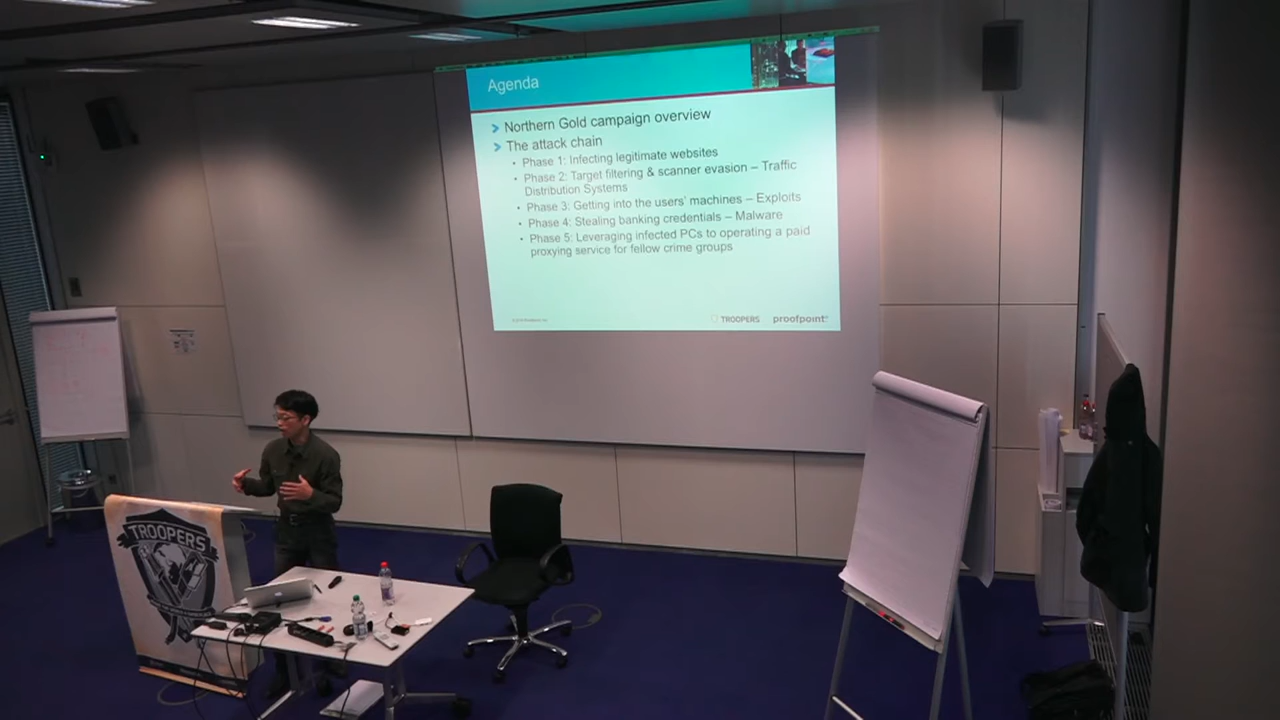 Agenda
Northern Gold campaign overview
The attack chain
• Phase 1: Infecting legitimate websites
• Phase 2: Target filtering & scanner evasion – Traffic
Distribution Systems
• Phase 3: Getting into the users' machines – Exploits
• Phase 4: Stealing banking credentials – Malware
• Phase 5: Leveraging infected PCs to operating a paid
proxying service for fellow crime groups
TROOPERS proofpoint
TROOPERS